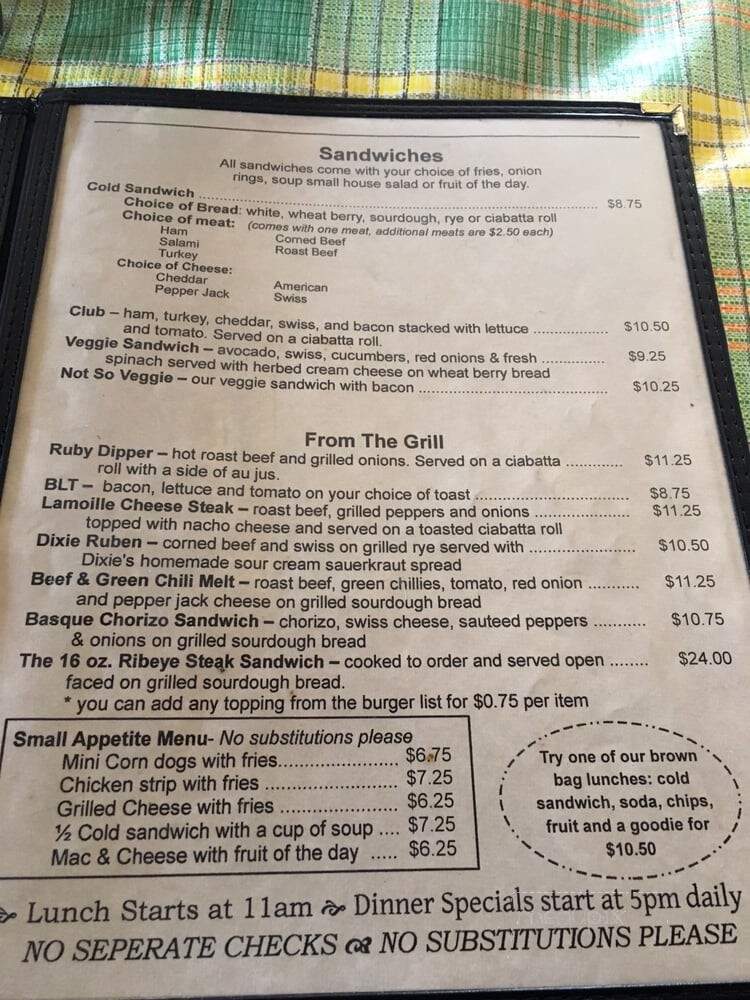 Sandwiches
All sandwiches come with your choice of fries, onion
rings, soup small house salad or fruit of the day.
Cold Sandwich ........ $8.75
Choice of Bread: white, wheat berry, sourdough, rye or ciabatta roll
Choice of meat: (comes with one meat, additional meats are $2.50 each)
Ham Corned Beef
Salami Roast Beef
Turkey
Choice of Cheese:
Cheddar American
Pepper Jack Swiss
Club – ham, turkey, cheddar, swiss, and bacon stacked with lettuce ........ $10.50
and tomato. Served on a ciabatta roll.
Veggie Sandwich – avocado, swiss, cucumbers, red onions & fresh ........ $9.25
spinach served with herbed cream cheese on wheat berry bread
Not So Veggie – our veggie sandwich with bacon ........ $10.25
From The Grill
Ruby Dipper – hot roast beef and grilled onions. Served on a ciabatta ........ $11.25
roll with a side of au jus.
BLT – bacon, lettuce and tomato on your choice of toast ........ $8.75
Lamoille Cheese Steak – roast beef, grilled peppers and onions ........ $11.25
topped with nacho cheese and served on a toasted ciabatta roll
Dixie Ruben – corned beef and swiss on grilled rye served with ........ $10.50
Dixie's homemade sour cream sauerkraut spread
Beef & Green Chili Melt – roast beef, green chillies, tomato, red onion ........ $11.25
and pepper jack cheese on grilled sourdough bread
Basque Chorizo Sandwich – chorizo, swiss cheese, sauteed peppers ........ $10.75
& onions on grilled sourdough bread
The 16 oz. Ribeye Steak Sandwich – cooked to order and served open ........ $24.00
faced on grilled sourdough bread.
* you can add any topping from the burger list for $0.75 per item
Small Appetite Menu- No substitutions please
Mini Corn dogs with fries........ $6.75
Chicken strip with fries ........ $7.25
Grilled Cheese with fries ........ $6.25
½ Cold sandwich with a cup of soup .... $7.25
Mac & Cheese with fruit of the day ..... $6.25
Try one of our brown
bag lunches: cold
sandwich, soda, chips,
fruit and a goodie for
$10.50
Lunch Starts at 11am Dinner Specials start at 5pm daily
NO SEPERATE CHECKS NO SUBSTITUTIONS PLEASE